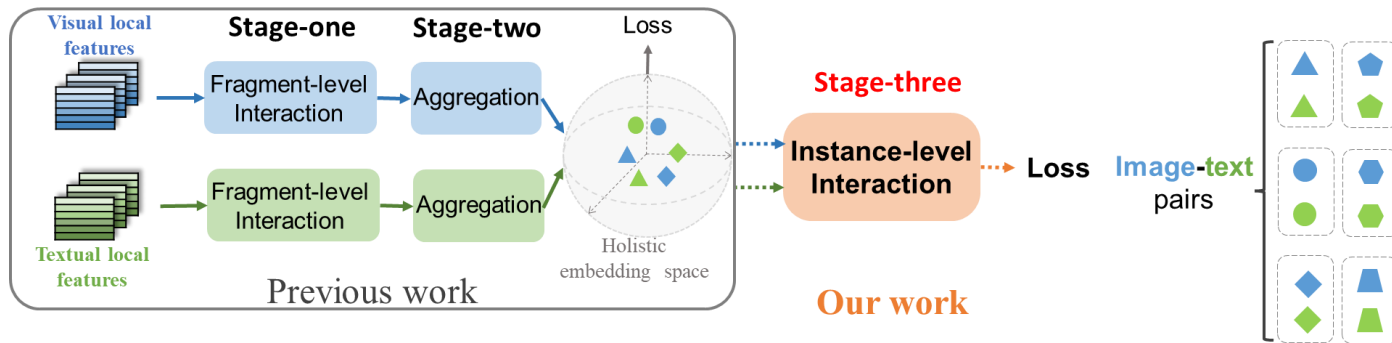 Visual local
features
Stage-one
Stage-two
Loss
Fragment-level
Interaction
Aggregation
Fragment-level
Interaction
Aggregation
Textual local
features
Holistic
embedding space
Previous work
Stage-three
Instance-level
Interaction
Loss
Our work
Image-text
pairs